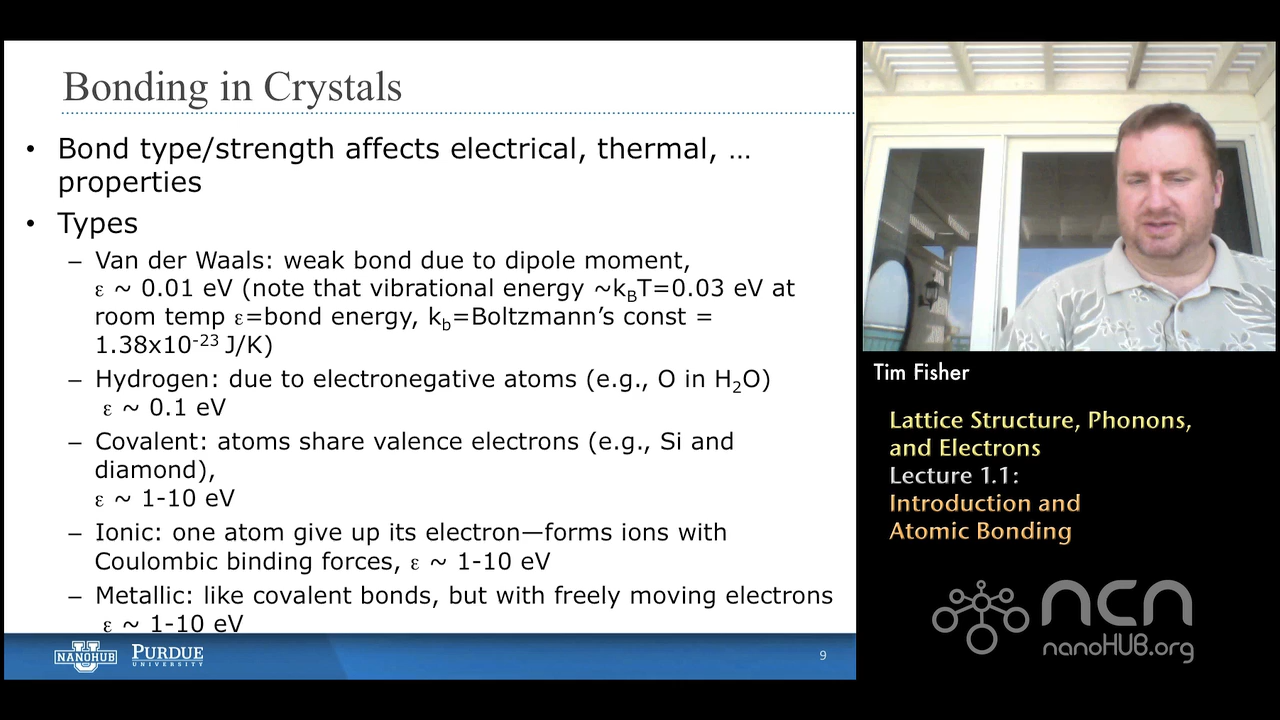 Bonding in Crystals
• Bond type/strength affects electrical, thermal, …
properties
• Types
– Van der Waals: weak bond due to dipole moment,
ε ~ 0.01 eV (note that vibrational energy ~kBT=0.03 eV at
room temp ε=bond energy, kb=Boltzmann’s const =
1.38x10-23 J/K)
– Hydrogen: due to electronegative atoms (e.g., O in H2O)
ε ~ 0.1 eV
– Covalent: atoms share valence electrons (e.g., Si and
diamond),
ε ~ 1-10 eV
– Ionic: one atom give up its electron—forms ions with
Coulombic binding forces, ε ~ 1-10 eV
– Metallic: like covalent bonds, but with freely moving electrons
ε ~ 1-10 eV
NANOHUB
U
PURDUE
UNIVERSITY
9
Tim Fisher
Lattice Structure, Phonons,
and Electrons
Lecture 1.1:
Introduction and
Atomic Bonding
ncn
nanoHUB.org